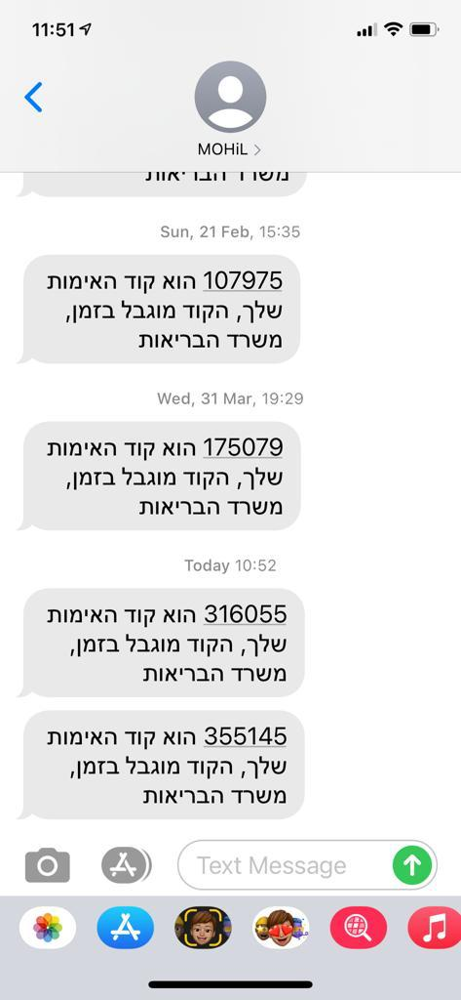 11:51
MOHiL
משרד הבריאות
Sun, 21 Feb, 15:35
107975 הוא קוד האימות
שלך, הקוד מוגבל בזמן,
משרד הבריאות
Wed, 31 Mar, 19:29
175079 הוא קוד האימות
שלך, הקוד מוגבל בזמן,
משרד הבריאות
Today 10:52
316055 הוא קוד האימות
שלך, הקוד מוגבל בזמן,
משרד הבריאות
355145 הוא קוד האימות
שלך, הקוד מוגבל בזמן,
משרד הבריאות
Text Message